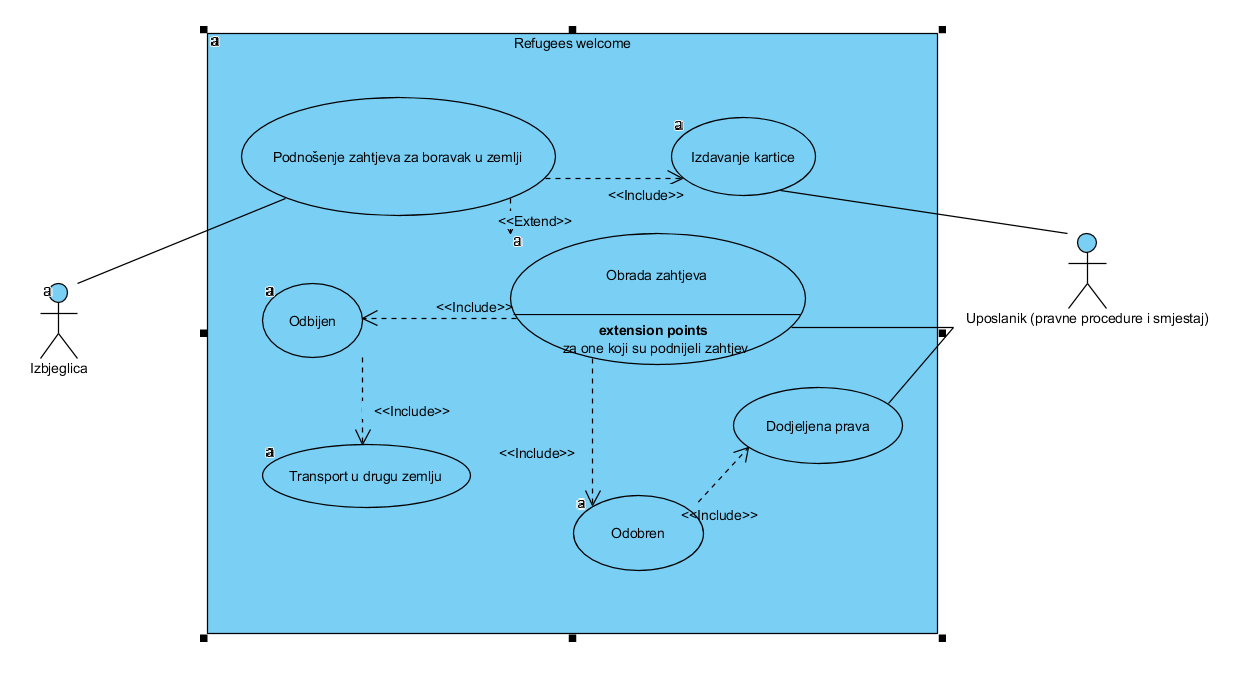 a
Refugees welcome
a
Podnošenje zahtjeva za boravak u zemlji
Izdavanje kartice
<<Include>>
<<Extend>>
a
Obrada zahtjeva
a
a
<<Include>>
Odbijen
extension points
za one koji su podnijeli zahtjev
Uposlanik (pravne procedure i smjestaj)
Izbjeglica
<<Include>>
Dodjeljena prava
a
<<Include>>
Transport u drugu zemlju
a
<<Include>>
Odobren